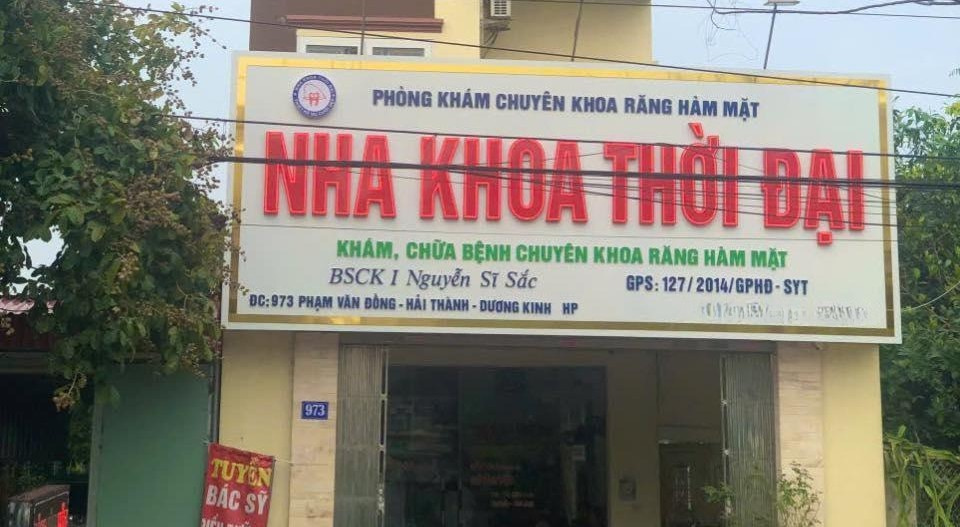 PHÒNG KHÁM CHUYÊN KHOA RĂNG HÀM MẶT
NHA KHOA THỜI ĐẠI
KHÁM, CHỮA BỆNH CHUYÊN KHOA RĂNG HÀM MẶT
BSCK I Nguyễn Sĩ Sắc
GPS: 127/2014/GPHĐ - SYT
ĐC: 973 PHẠM VĂN ĐỒNG - HẢI THÀNH - DƯƠNG KINH HP
973
TUYỂN
BÁC SỸ